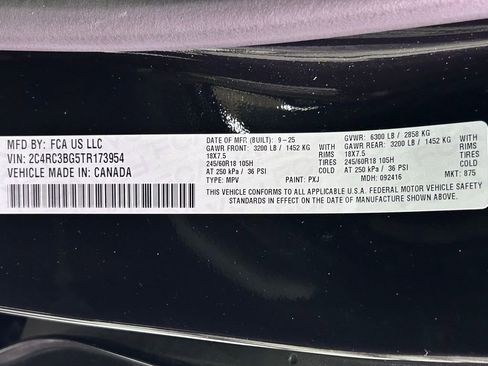 MFD BY: FCA US LLC
VIN: 2C4RC3BG5TR173954
VEHICLE MADE IN: CANADA
DATE OF MFR (BUILT): 9-25 GVWR: 6300 LB / 2858 KG
GAWR FRONT: 3200 LB / 1452 KG GAWR REAR: 3200 LB / 1452 KG
18X7.5 18X7.5
245/60R18 105H TIRES 245/60R18 105H TIRES
AT 250 kPa / 36 PSI COLD AT 250 kPa / 36 PSI COLD
TYPE: MPV PAINT: PXJ MDH: 092416 MKT: 875
THIS VEHICLE CONFORMS TO ALL APPLICABLE U.S.A. FEDERAL MOTOR VEHICLE SAFETY
STANDARDS IN EFFECT ON THE DATE OF MANUFACTURE SHOWN ABOVE